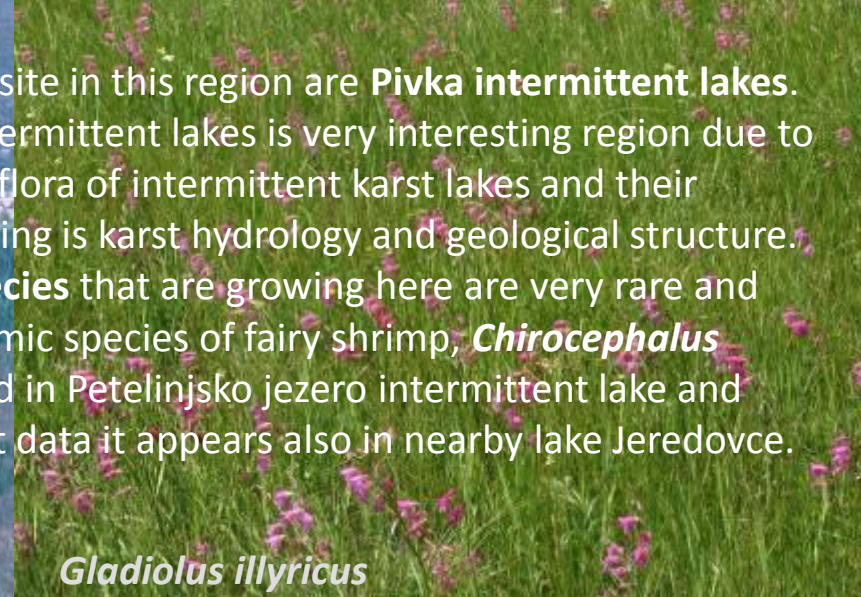 site in this region are Pivka intermittent lakes.
ermittent lakes is very interesting region due to
flora of intermittent karst lakes and their
ing is karst hydrology and geological structure.
cies that are growing here are very rare and
mic species of fairy shrimp, Chirocephalus
d in Petelinjsko jezero intermittent lake and
t data it appears also in nearby lake Jeredovce.
Gladiolus illyricus